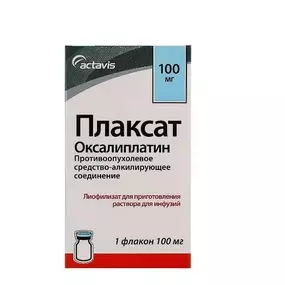 actavis
100
мг
Плаксат
Оксалиплатин
Противоопухолевое
средство-алкилирующее
соединение
Лиофилизат для приготовления
раствора для инфузий
1 флакон 100 мг